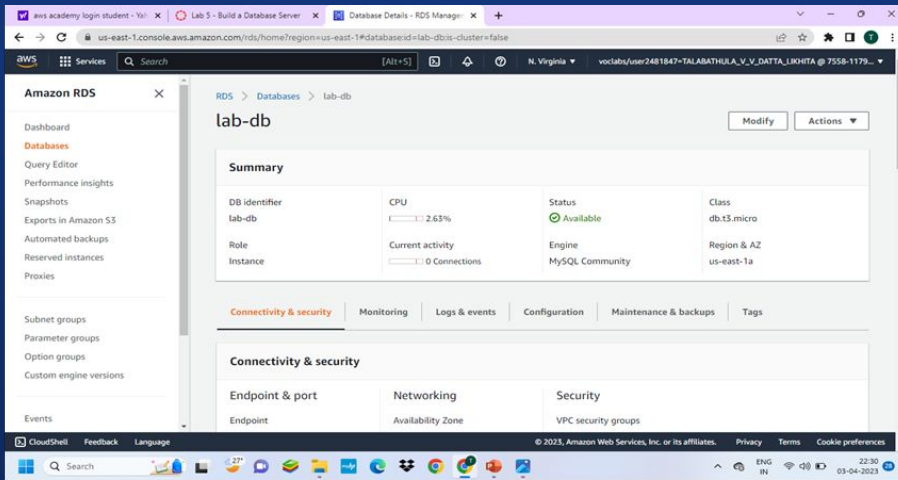 aws academy login student - Yah
Lab 5 - Build a Database Server
Database Details - RDS Manager
us-east-1.console.aws.amazon.com/rds/home?region=us-east-1#database:id=lab-db;is-cluster=false
aws Services Search [Alt+S] N. Virginia voclabs/user2481847=TALABATHULA_V_V_DATTA_LIKHITA @ 7558-1179...
Amazon RDS
Dashboard
Databases
Query Editor
Performance insights
Snapshots
Exports in Amazon S3
Automated backups
Reserved instances
Proxies
Subnet groups
Parameter groups
Option groups
Custom engine versions
Events
RDS > Databases > lab-db
lab-db
Modify Actions
Summary
DB identifier CPU Status Class
lab-db 2.63% Available db.t3.micro
Role Current activity Engine Region & AZ
Instance 0 Connections MySQL Community us-east-1a
Connectivity & security Monitoring Logs & events Configuration Maintenance & backups Tags
Connectivity & security
Endpoint & port Networking Security
Endpoint Availability Zone VPC security groups
CloudShell Feedback Language © 2023, Amazon Web Services, Inc. or its affiliates. Privacy Terms Cookie preferences
Search 27° ENG 22:30
IN 03-04-2023